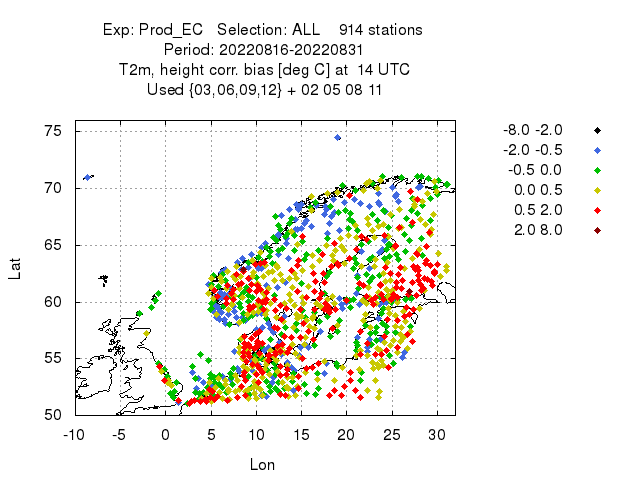 Exp: Prod_EC   Selection: ALL    914 stations
Period: 20220816-20220831
T2m, height corr. bias [deg C] at  14 UTC
Used {03,06,09,12} + 02 05 08 11
-8.0 -2.0
-2.0 -0.5
-0.5 0.0
0.0 0.5
0.5 2.0
2.0 8.0
75
70
65
60
55
50
Lat
-10 -5 0 5 10 15 20 25 30
Lon